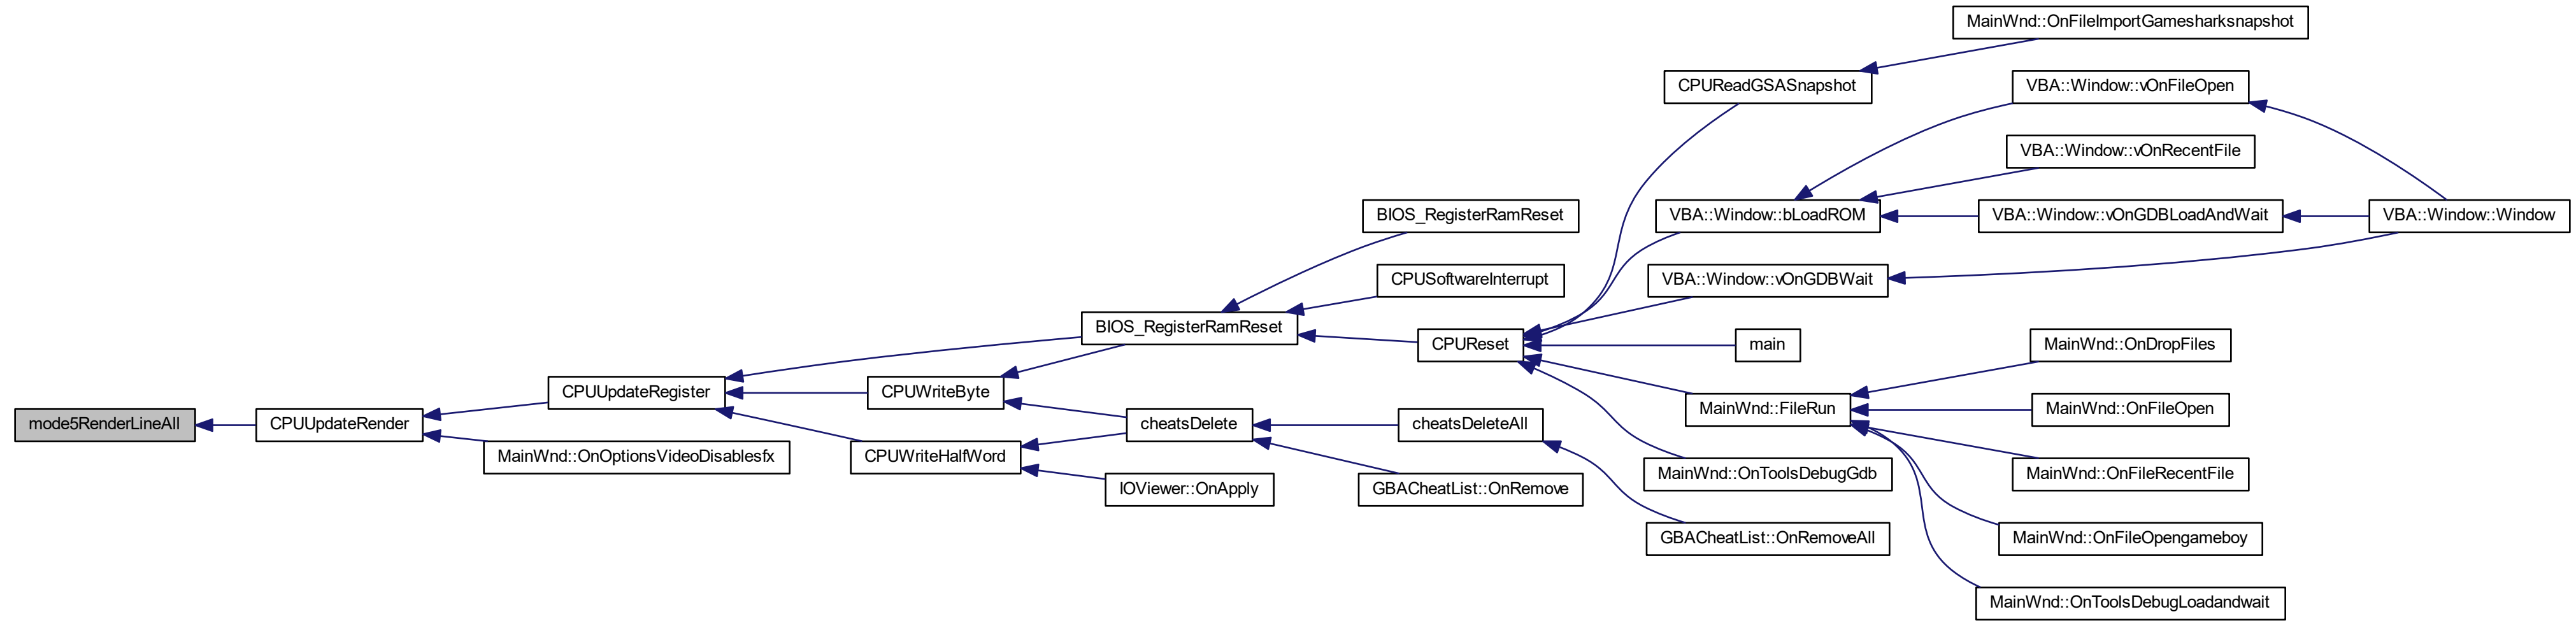 MainWnd::OnFileImportGamesharksnapshot
CPUReadGSASnapshot
VBA::Window::vOnFileOpen
VBA::Window::vOnRecentFile
BIOS_RegisterRamReset
VBA::Window::bLoadROM
VBA::Window::vOnGDBLoadAndWait
VBA::Window::Window
CPUSoftwareInterrupt
VBA::Window::vOnGDBWait
BIOS_RegisterRamReset
CPUReset
main
MainWnd::OnDropFiles
CPUUpdateRegister
CPUWriteByte
MainWnd::FileRun
MainWnd::OnFileOpen
mode5RenderLineAll
CPUUpdateRender
cheatsDelete
cheatsDeleteAll
MainWnd::OnOptionsVideoDisablesfx
CPUWriteHalfWord
MainWnd::OnToolsDebugGdb
MainWnd::OnFileRecentFile
IOViewer::OnApply
GBACheatList::OnRemove
GBACheatList::OnRemoveAll
MainWnd::OnFileOpengameboy
MainWnd::OnToolsDebugLoadandwait